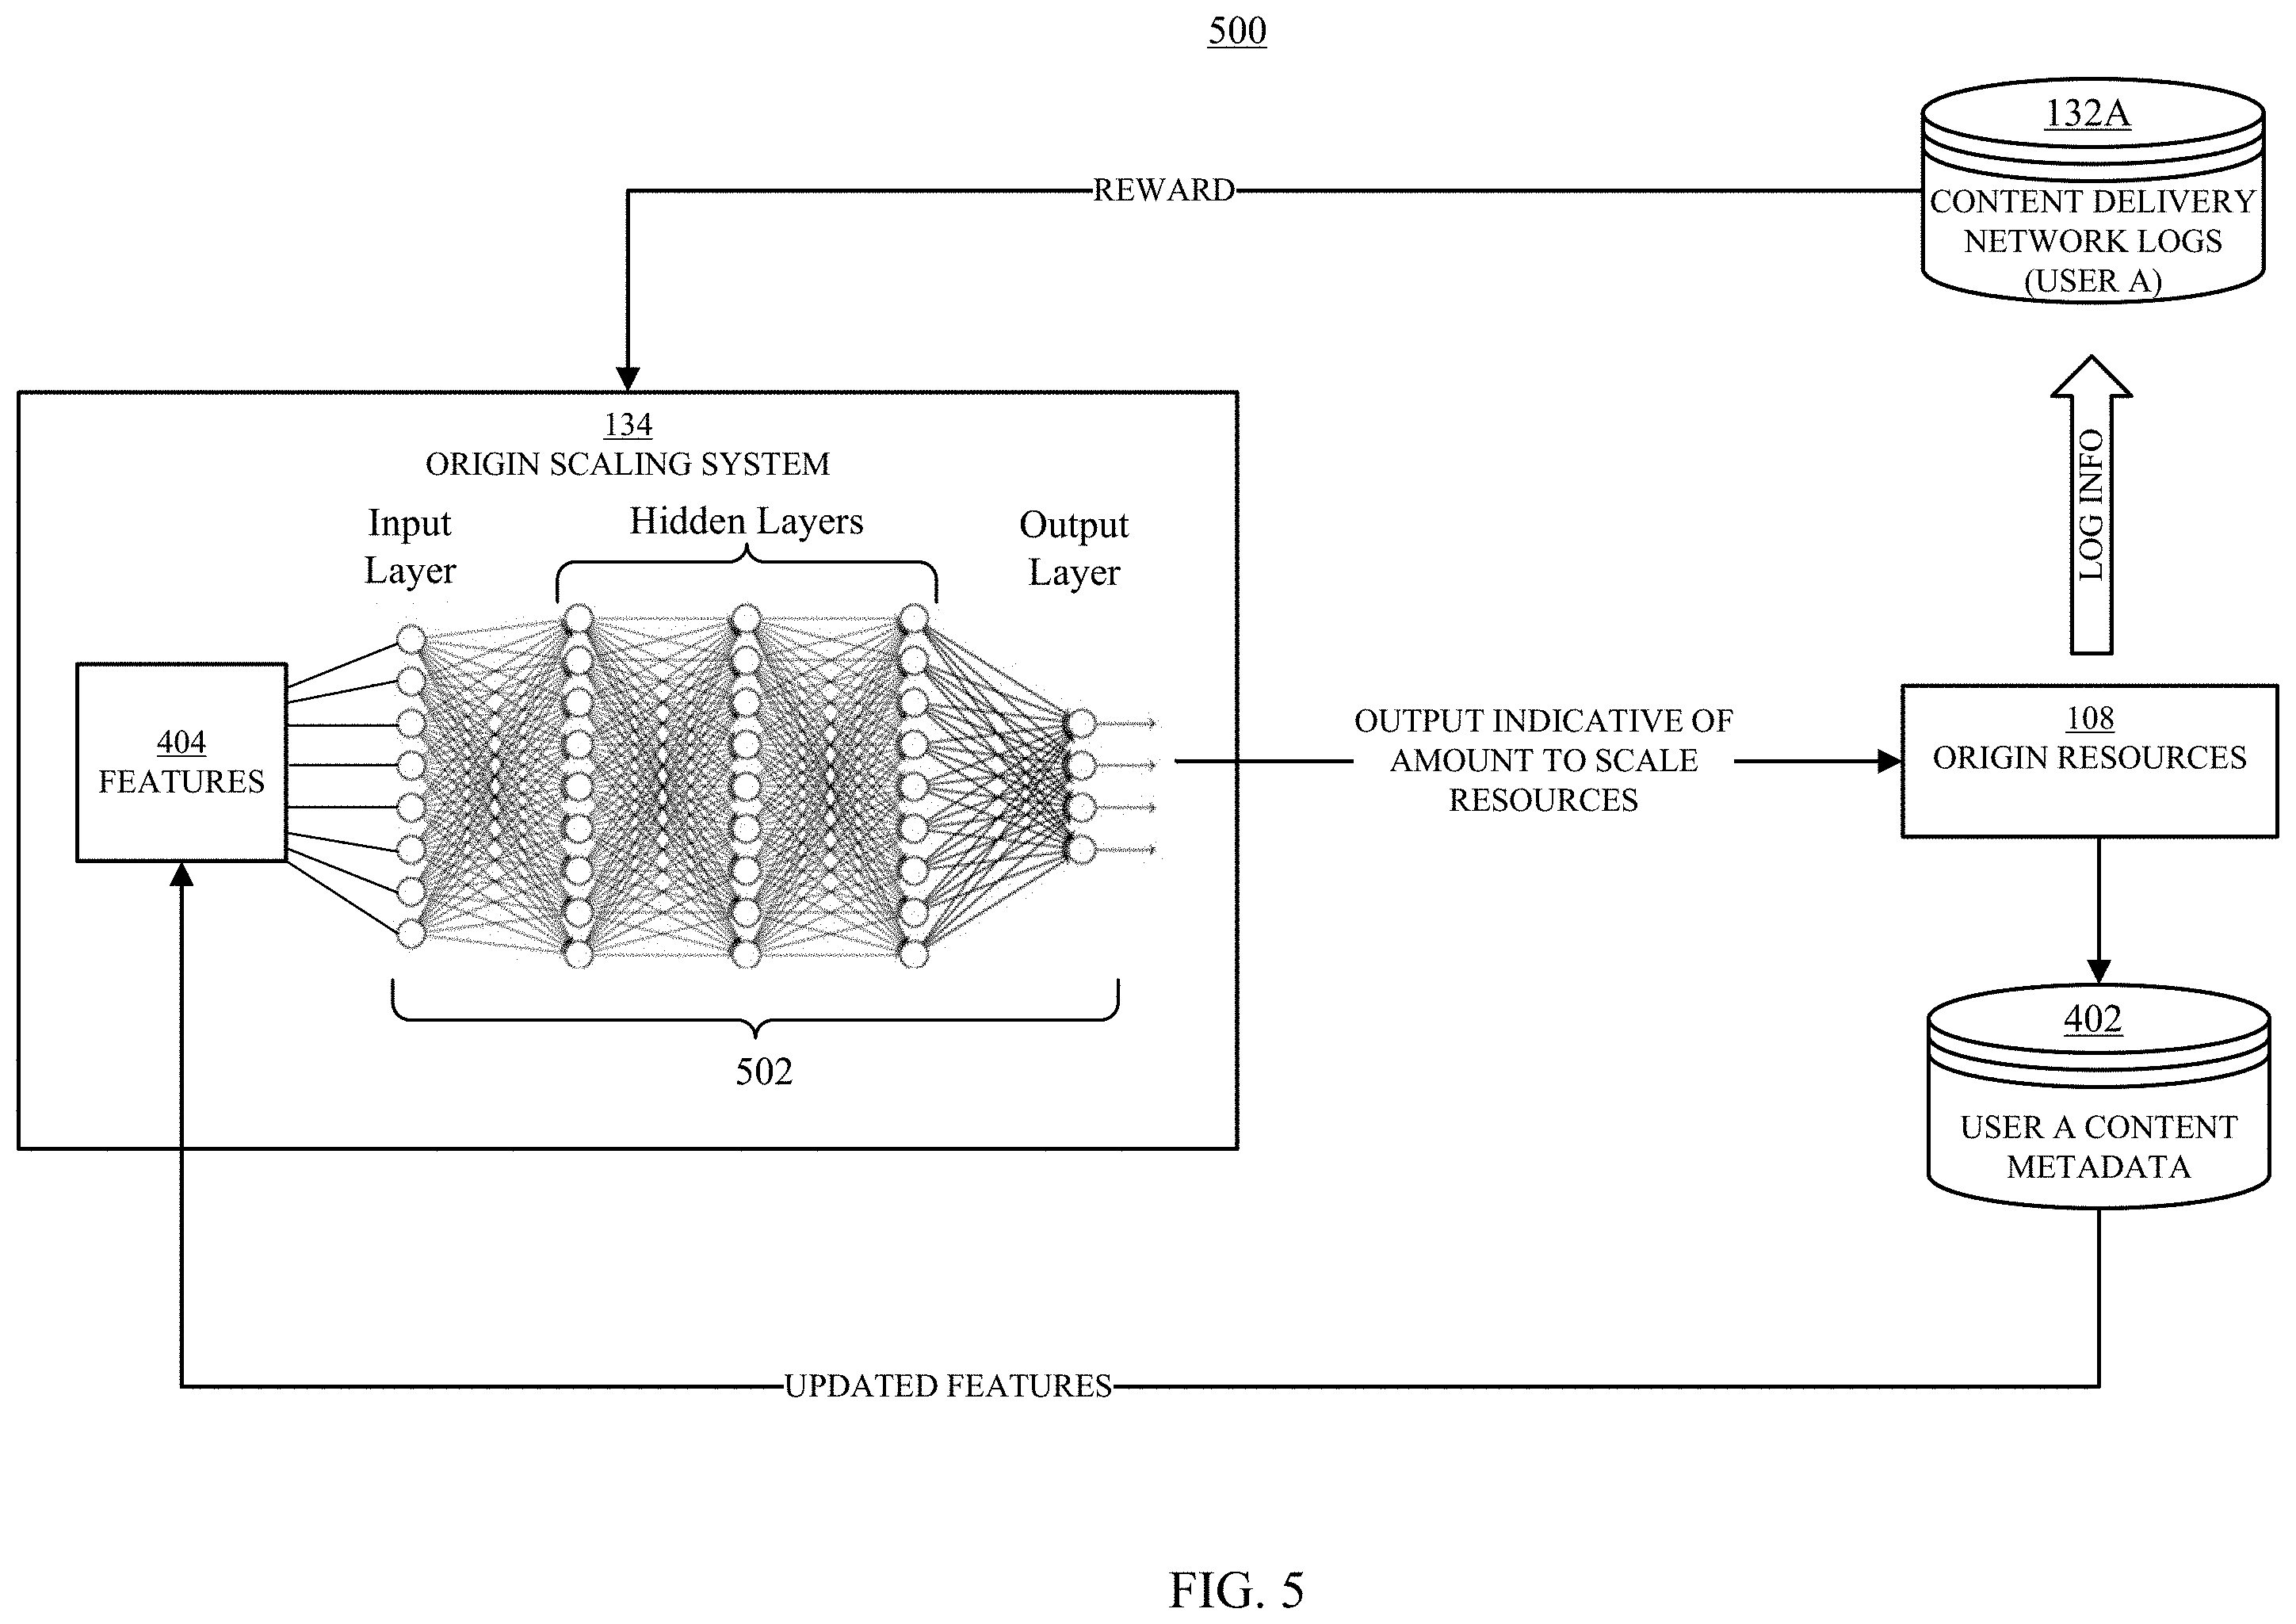 500
132A
CONTENT DELIVERY
NETWORK LOGS
(USER A)
REWARD
134
ORIGIN SCALING SYSTEM
Input
Layer
Hidden Layers
Output
Layer
LOG INFO
404
FEATURES
OUTPUT INDICATIVE OF
AMOUNT TO SCALE
RESOURCES
108
ORIGIN RESOURCES
502
402
USER A CONTENT
METADATA
UPDATED FEATURES
FIG. 5